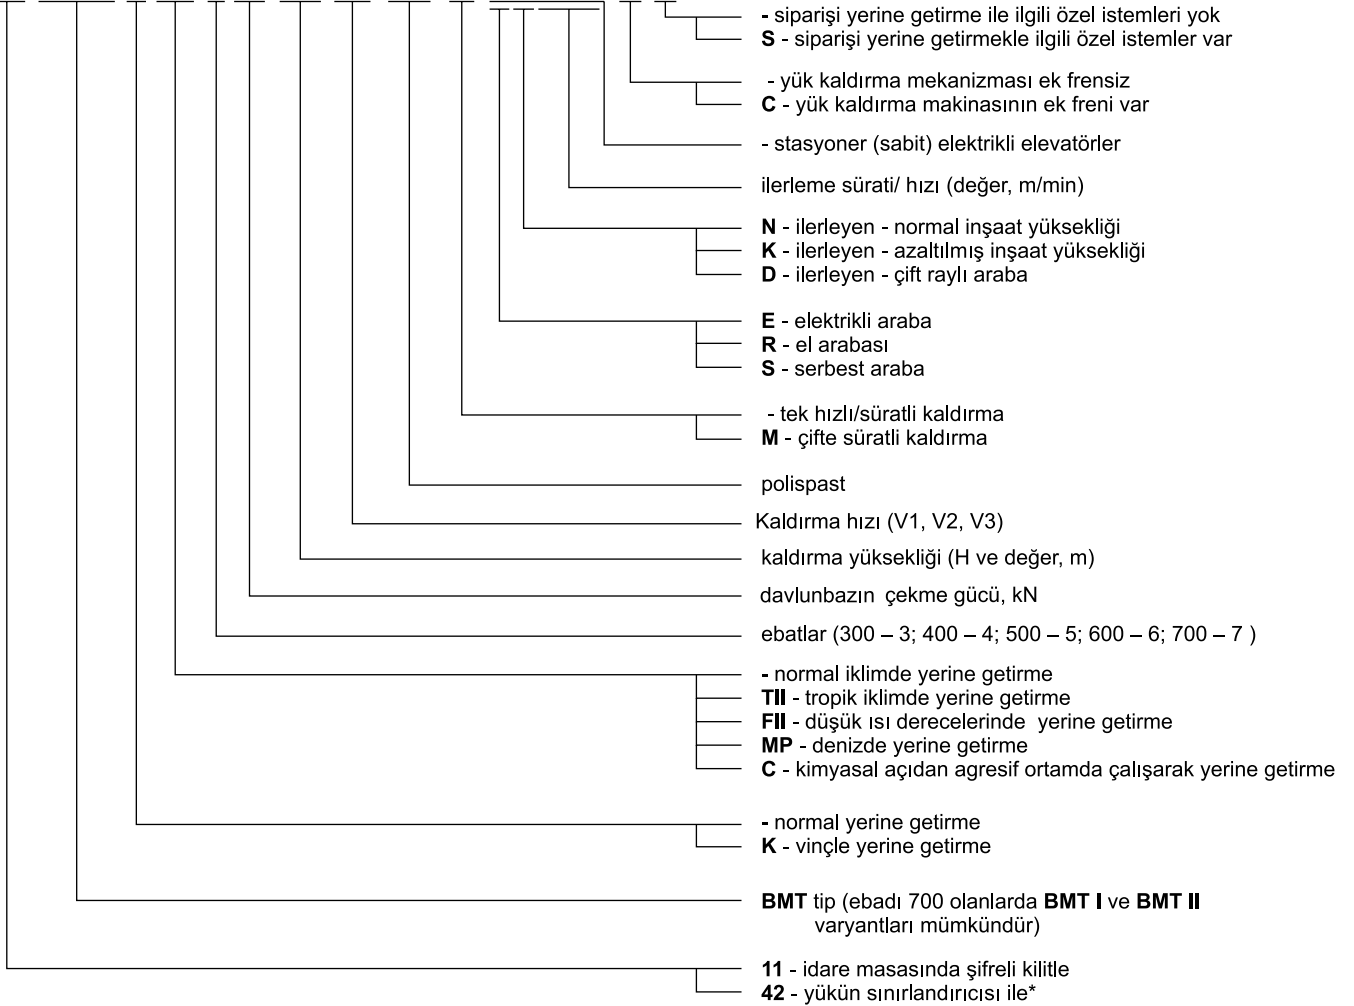 - siparişi yerine getirme ile ilgili özel istemleri yok
S - siparişi yerine getirmekle ilgili özel istemler var
- yük kaldırma mekanizması ek frensiz
C - yük kaldırma makinasının ek freni var
- stasyoner (sabit) elektrikli elevatörler
ilerleme sürati/ hızı (değer, m/min)
N - ilerleyen - normal inşaat yüksekliği
K - ilerleyen - azaltılmış inşaat yüksekliği
D - ilerleyen - çift raylı araba
E - elektrikli araba
R - el arabası
S - serbest araba
- tek hızlı/süratli kaldırma
M - çifte süratli kaldırma
polispast
Kaldırma hızı (V1, V2, V3)
kaldırma yüksekliği (H ve değer, m)
davlunbazın çekme gücü, kN
ebatlar (300 – 3; 400 – 4; 500 – 5; 600 – 6; 700 – 7 )
- normal iklimde yerine getirme
TII - tropik iklimde yerine getirme
FII - düşük ısı derecelerinde yerine getirme
MP - denizde yerine getirme
C - kimyasal açıdan agresif ortamda çalışarak yerine getirme
- normal yerine getirme
K - vinçle yerine getirme
BMT tip (ebadı 700 olanlarda BMT I ve BMT II
varyantları mümkündür)
11 - idare masasında şifreli kilitle
42 - yükün sınırlandırıcısı ile*